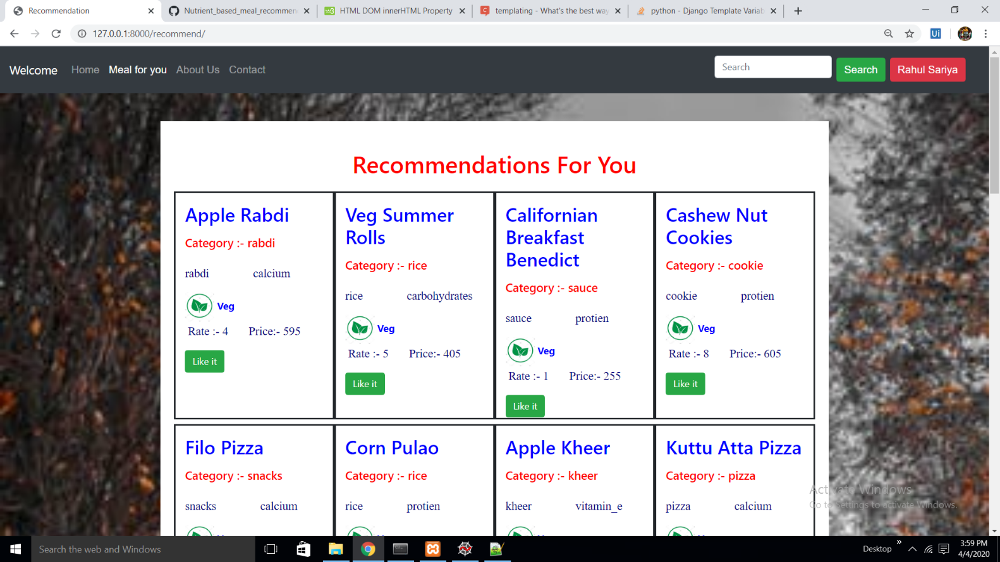 Recommendation
Nutrient_based_meal_recommen
HTML DOM innerHTML Property
templating - What's the best way
python - Django Template Variab
127.0.0.1:8000/recommend/
Welcome Home Meal for you About Us Contact
Search
Search
Rahul Sariya
Recommendations For You
Apple Rabdi
Category :- rabdi
rabdi calcium
Veg
Rate :- 4 Price:- 595
Like it
Veg Summer
Rolls
Category :- rice
rice carbohydrates
Veg
Rate :- 5 Price:- 405
Like it
Californian
Breakfast
Benedict
Category :- sauce
sauce protien
Veg
Rate :- 1 Price:- 255
Like it
Cashew Nut
Cookies
Category :- cookie
cookie protien
Veg
Rate :- 8 Price:- 605
Like it
Filo Pizza
Category :- snacks
snacks calcium
Corn Pulao
Category :- rice
rice protien
Apple Kheer
Category :- kheer
kheer vitamin_e
Kuttu Atta Pizza
Category :- pizza
pizza calcium
Activate Windows
Go to Settings to activate Windows.
Search the web and Windows
Desktop
3:59 PM
4/4/2020